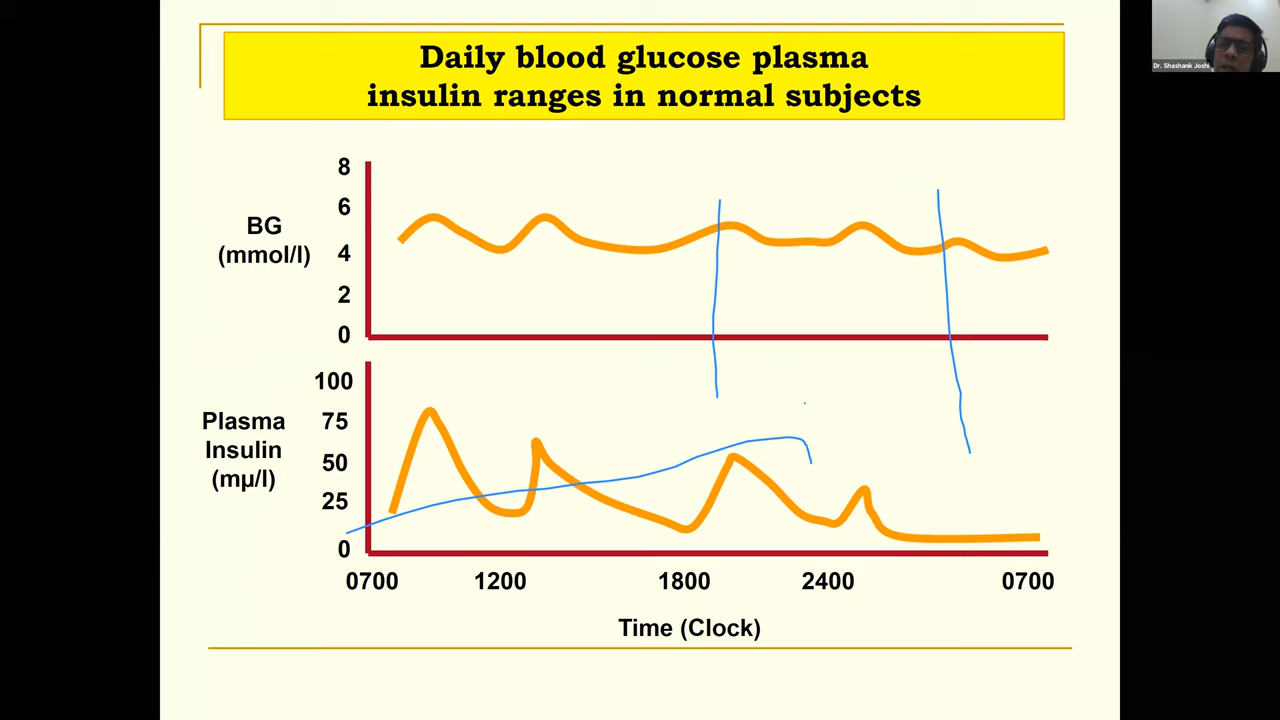 Daily blood glucose plasma
insulin ranges in normal subjects
Dr. Shashank Joshi
8
6
4
2
0
BG
(mmol/l)
100
75
50
25
0
Plasma
Insulin
(mµ/l)
0700 1200 1800 2400 0700
Time (Clock)